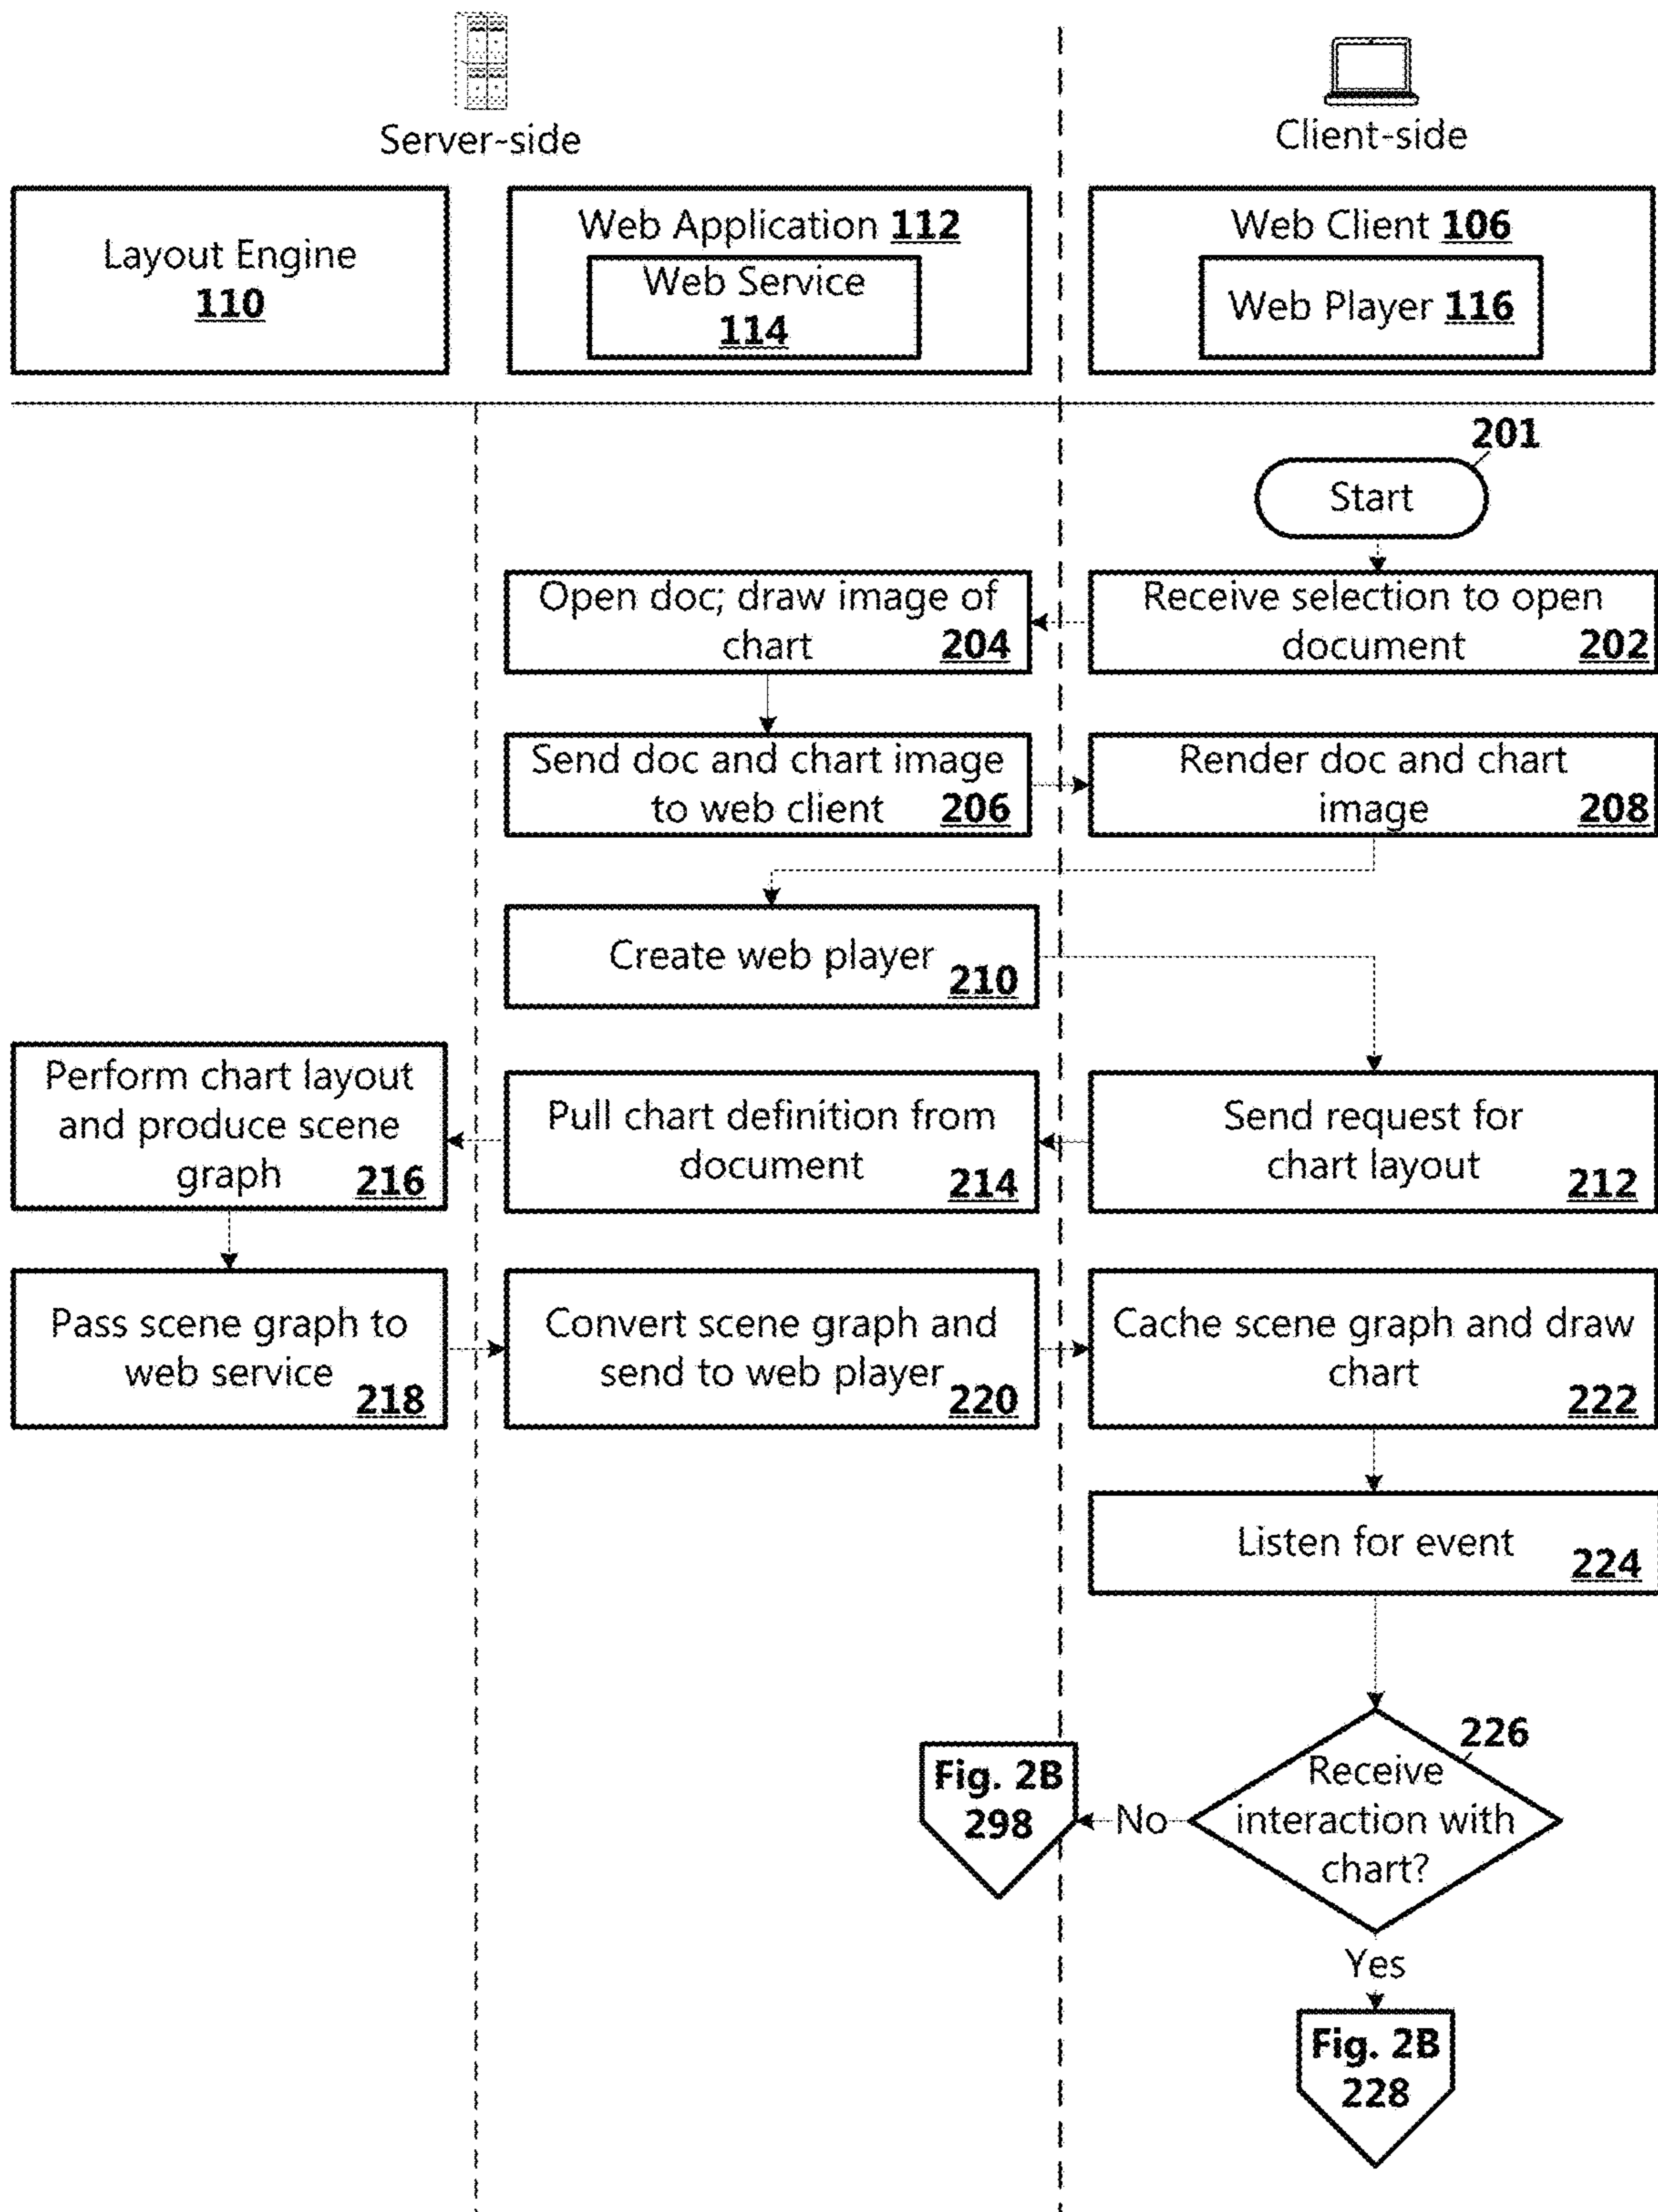 Server-side
Client-side
Layout Engine
110
Web Application 112
Web Service
114
Web Client 106
Web Player 116
201
Start
Receive selection to open
document 202
Open doc; draw image of
chart 204
Send doc and chart image
to web client 206
Render doc and chart
image 208
Create web player
210
Send request for
chart layout
212
Pull chart definition from
document
214
Perform chart layout
and produce scene
graph 216
Pass scene graph to
web service
218
Convert scene graph and
send to web player
220
Cache scene graph and draw
chart
222
Listen for event
224
226
Receive
interaction with
chart?
No
Fig. 2B
298
Yes
Fig. 2B
228